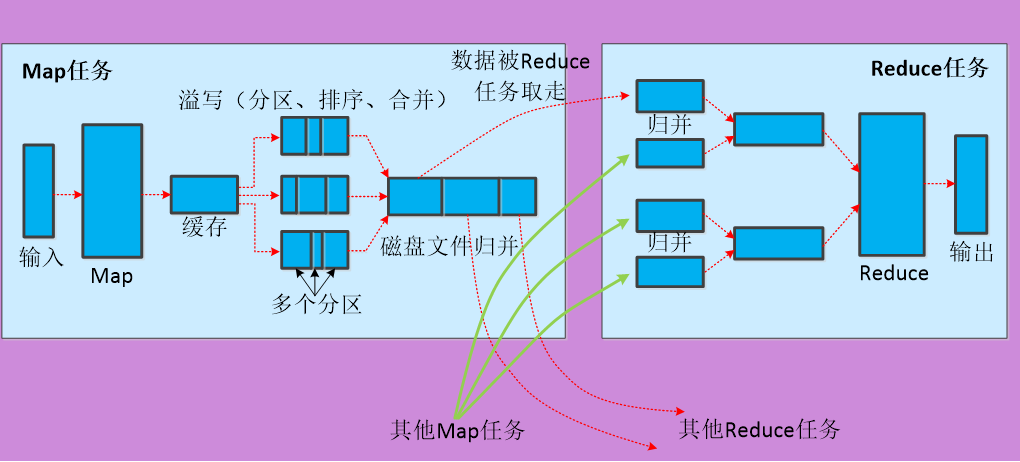 Map任务
数据被Reduce
任务取走
Reduce任务
溢写（分区、排序、合并）
归并
缓存
输入
Map
磁盘文件归并
多个分区
归并
Reduce
输出
其他Map任务
其他Reduce任务